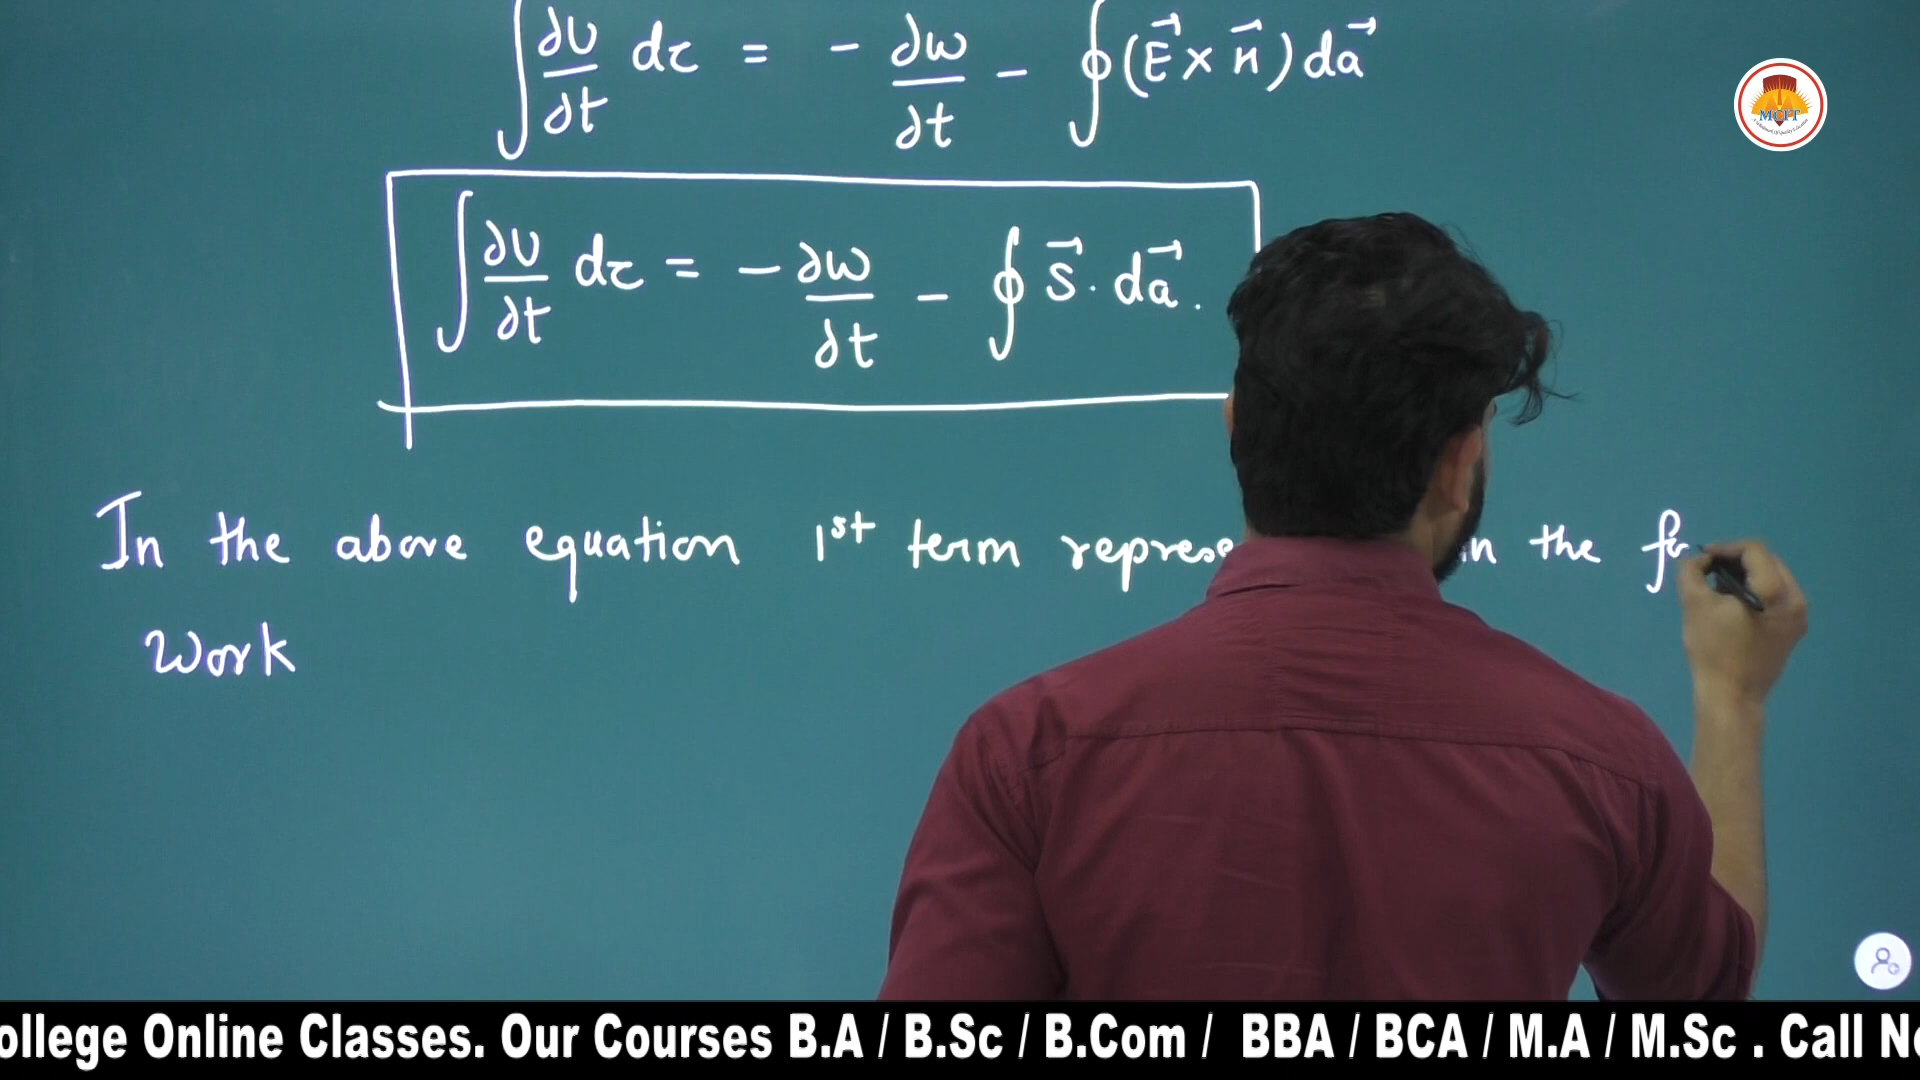 ∫ ∂U/∂t dτ = - ∂w/∂t - ∮(E⃗ × n⃗) da⃗
MCPT
∫ ∂U/∂t dτ = - ∂w/∂t - ∮ S⃗ . da⃗ .
In the above equation 1st term represe n the
Work
ollege Online Classes. Our Courses B.A / B.Sc / B.Com / BBA / BCA / M.A / M.Sc . Call N